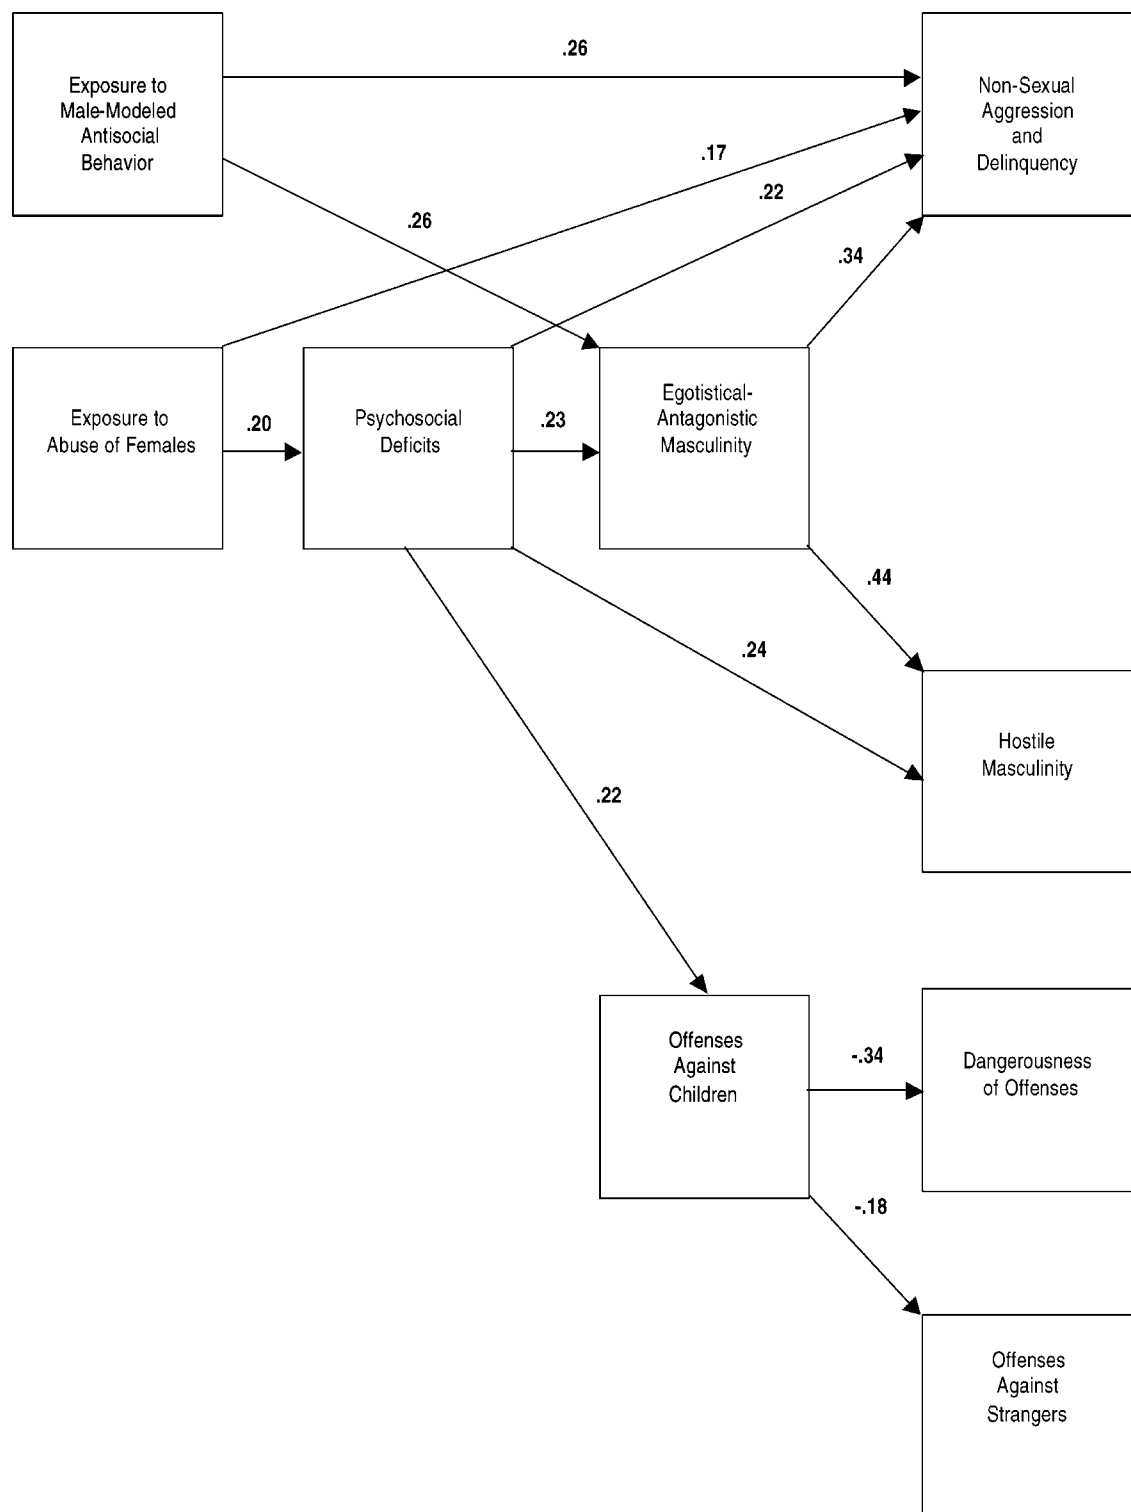 Exposure to
Male-Modeled
Antisocial
Behavior
.26
Non-Sexual
Aggression
and
Delinquency
.17
.22
.26
.34
Exposure to
Abuse of Females
.20
Psychosocial
Deficits
.23
Egotistical-
Antagonistic
Masculinity
.44
.24
Hostile
Masculinity
.22
Offenses
Against
Children
-.34
Dangerousness
of Offenses
-.18
Offenses
Against
Strangers